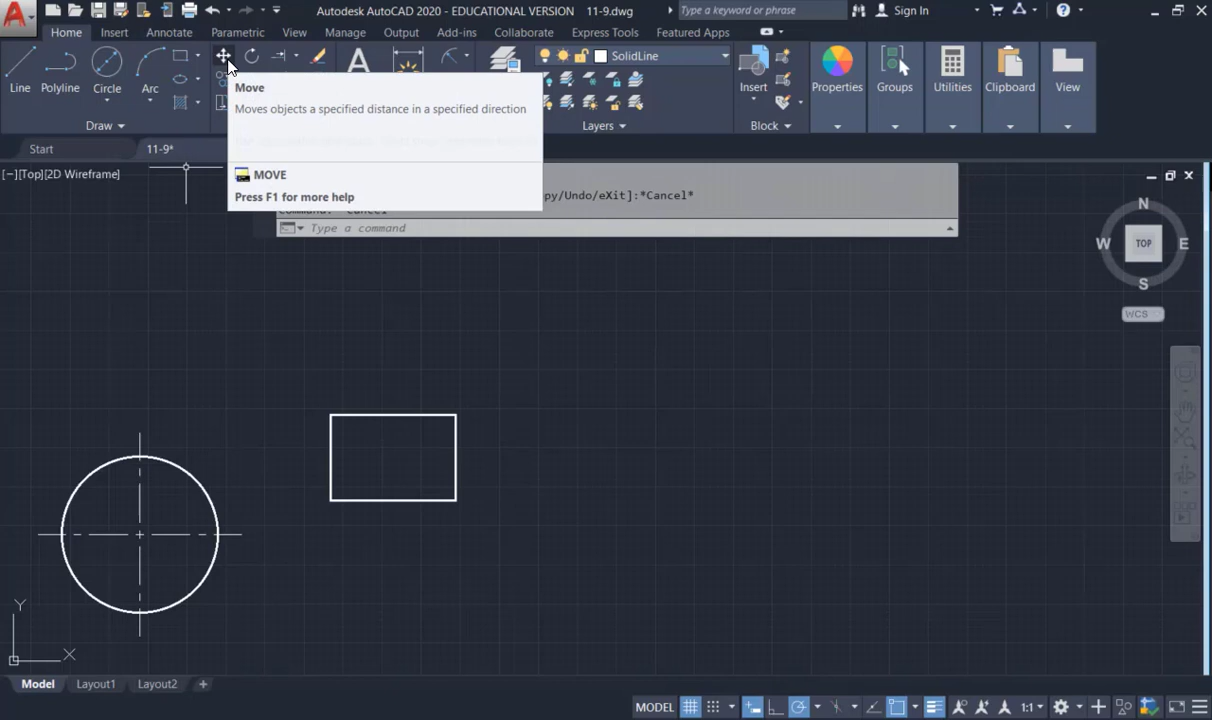 A Autodesk AutoCAD 2020 - EDUCATIONAL VERSION 11-9.dwg Type a keyword or phrase Sign In
Home Insert Annotate Parametric View Manage Output Add-ins Collaborate Express Tools Featured Apps
SolidLine
Line Polyline Circle Arc Insert Properties Groups Utilities Clipboard View
Draw Layers Block
Move
Moves objects a specified distance in a specified direction
MOVE
Press F1 for more help
Start 11-9*
[−][Top][2D Wireframe]
py/Undo/eXit]:*Cancel*
Type a command
N
W TOP E
S
WCS
Y
X
Model Layout1 Layout2 +
MODEL 1:1